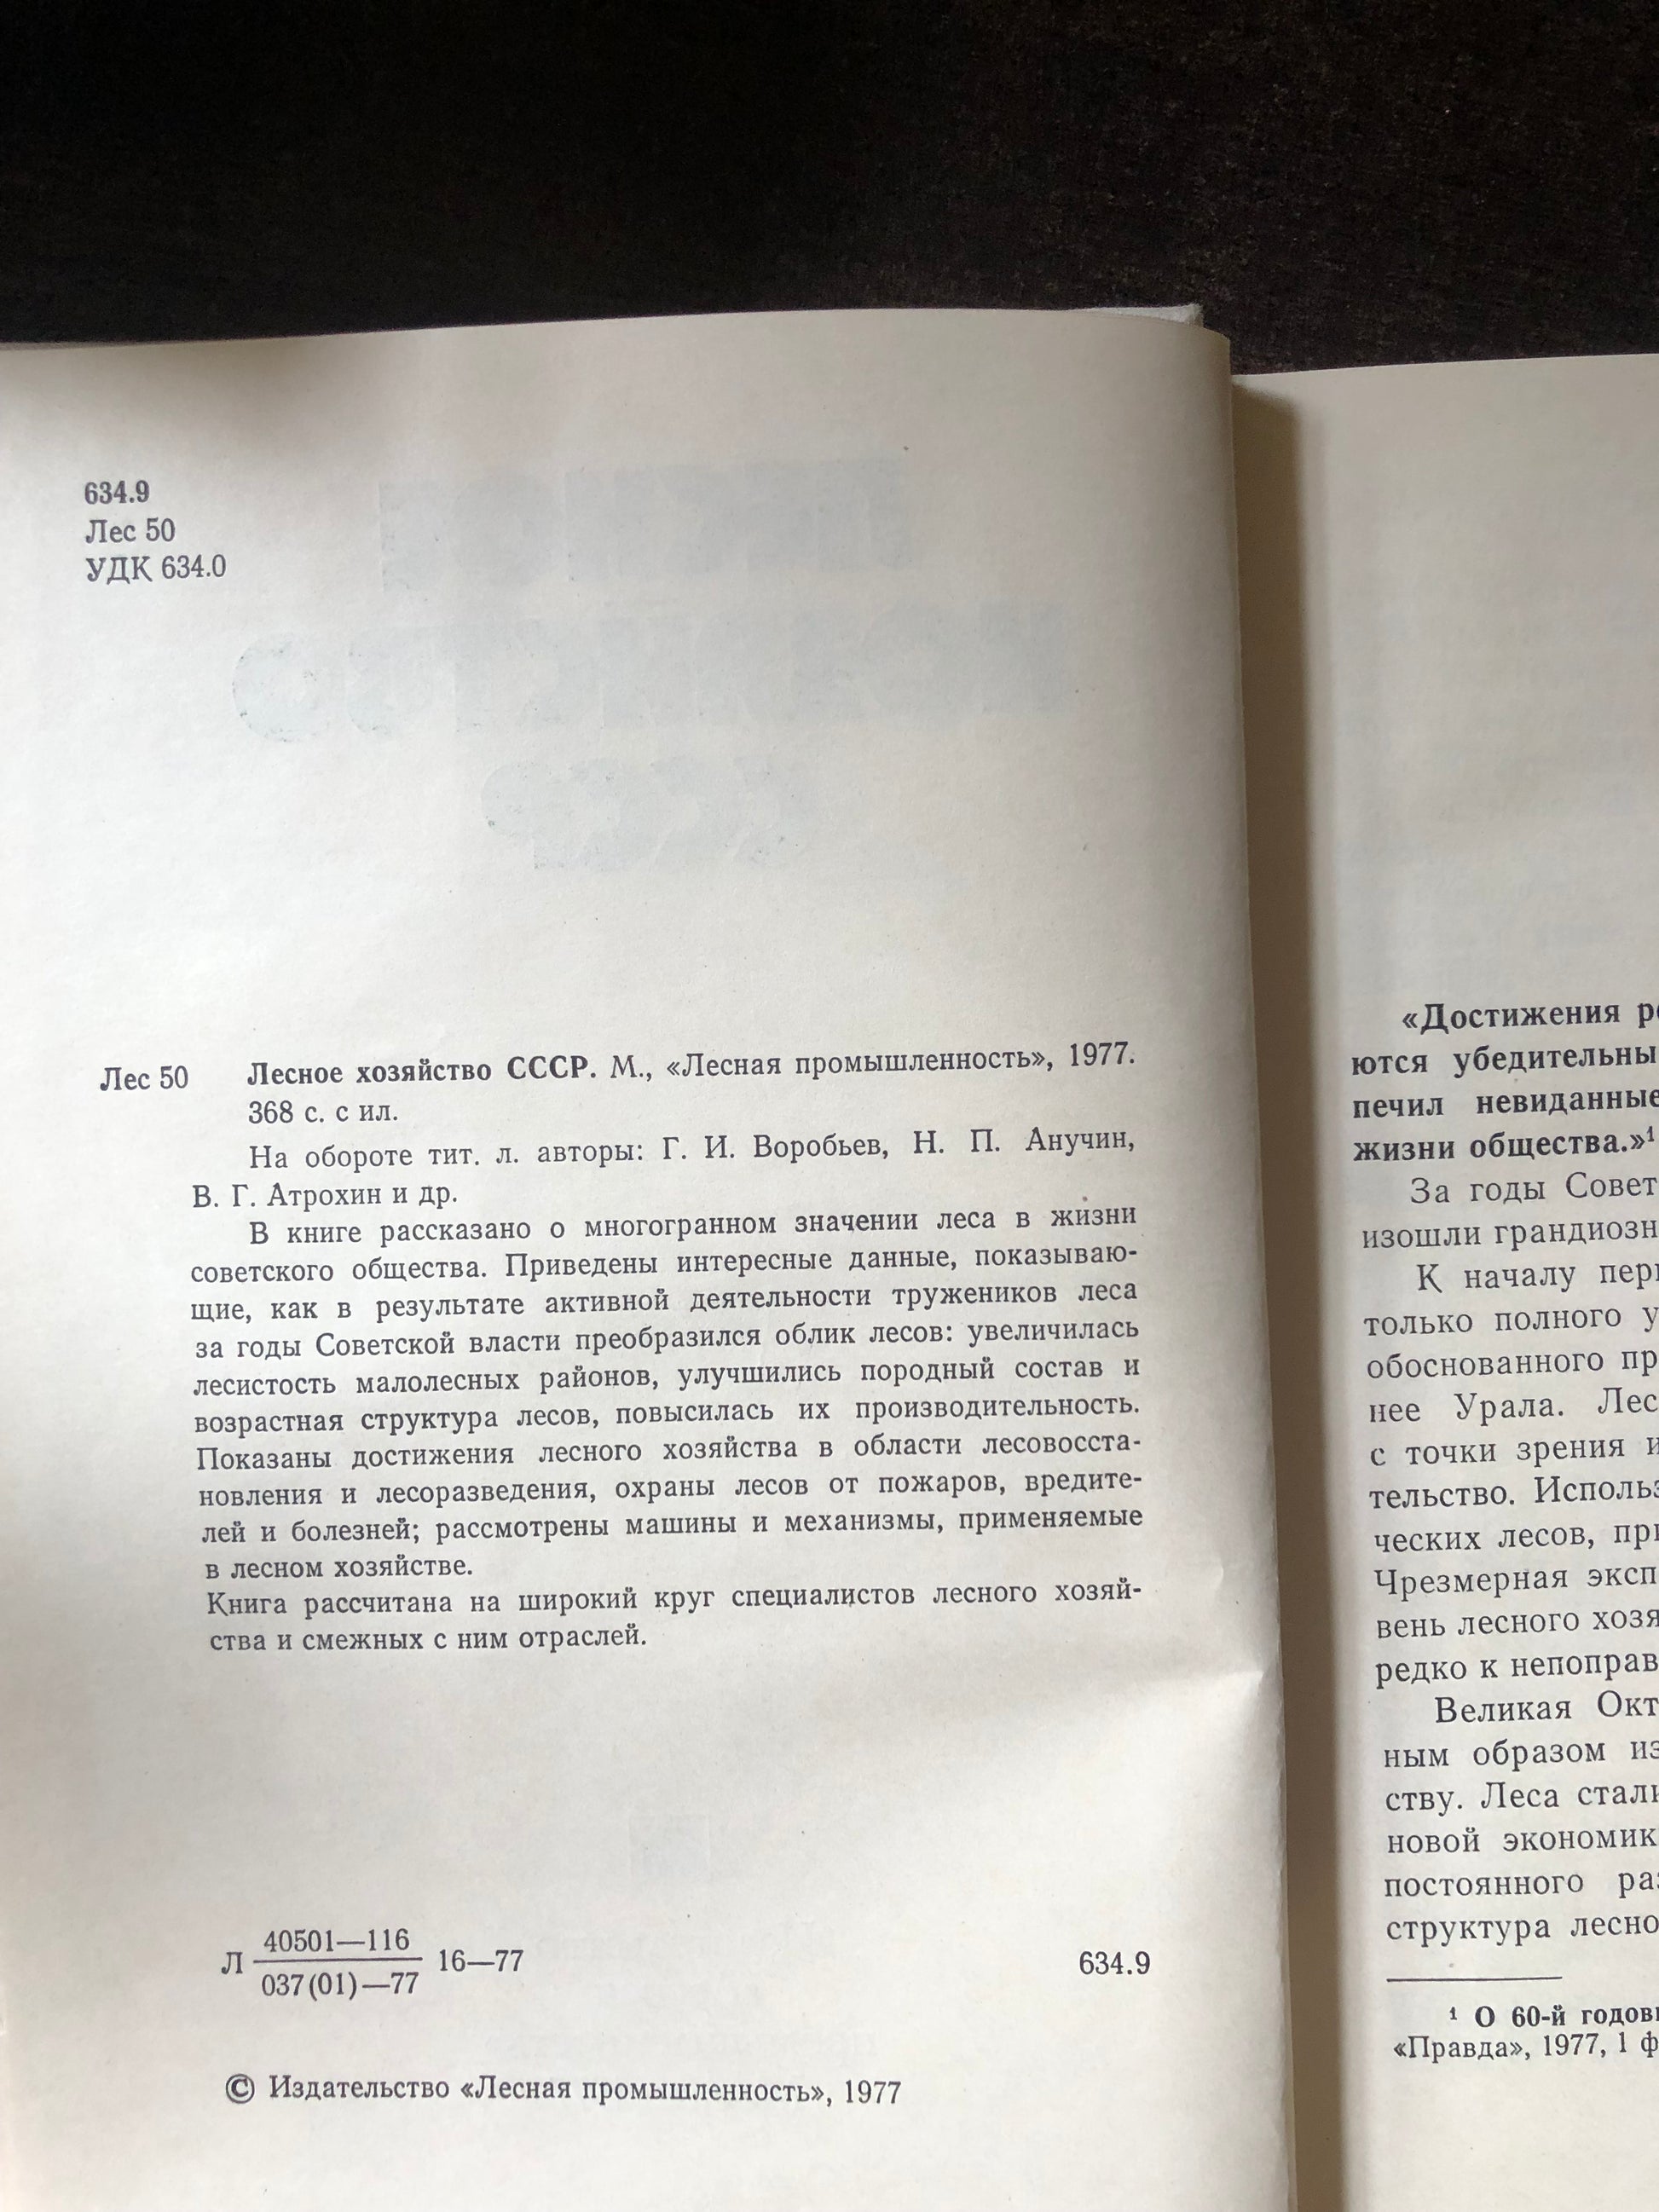 634.9
Лес 50
УДК 634.0
Лес 50 Лесное хозяйство СССР. М., «Лесная промышленность», 1977.
368 с. с ил.
На обороте тит. л. авторы: Г. И. Воробьев, Н. П. Анучин,
В. Г. Атрохин и др.
В книге рассказано о многогранном значении леса в жизни
советского общества. Приведены интересные данные, показываю-
щие, как в результате активной деятельности тружеников леса
за годы Советской власти преобразился облик лесов: увеличилась
лесистость малолесных районов, улучшились породный состав и
возрастная структура лесов, повысилась их производительность.
Показаны достижения лесного хозяйства в области лесовосста-
новления и лесоразведения, охраны лесов от пожаров, вредите-
лей и болезней; рассмотрены машины и механизмы, применяемые
в лесном хозяйстве.
Книга рассчитана на широкий круг специалистов лесного хозяй-
ства и смежных с ним отраслей.
Л 40501—116 16—77 634.9
037(01)—77
© Издательство «Лесная промышленность», 1977
«Достижения
ются убедительны
печил невиданные
жизни общества.»¹
За годы Совет
изошли грандиозн
К началу пер
только полного у
обоснованного пр
нее Урала. Лес
с точки зрения и
тельство. Использ
ческих лесов, при
Чрезмерная эксп
вень лесного хозя
редко к непоправ
Великая Окт
ным образом из
ству. Леса стали
новой экономик
постоянного раз
структура лесно
¹ О 60-й годов
«Правда», 1977, 1 ф